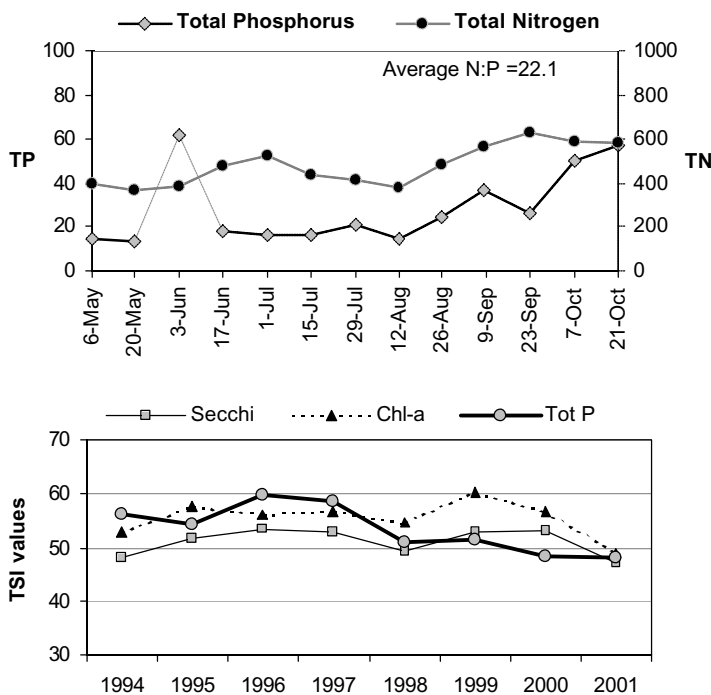 Total Phosphorus Total Nitrogen
100 1000
Average N:P =22.1
80 800
60 600
TP TN
40 400
20 200
0 0
6-May 20-May 3-Jun 17-Jun 1-Jul 15-Jul 29-Jul 12-Aug 26-Aug 9-Sep 23-Sep 7-Oct 21-Oct
Secchi Chl-a Tot P
70
60
TSI values
50
40
30
1994 1995 1996 1997 1998 1999 2000 2001